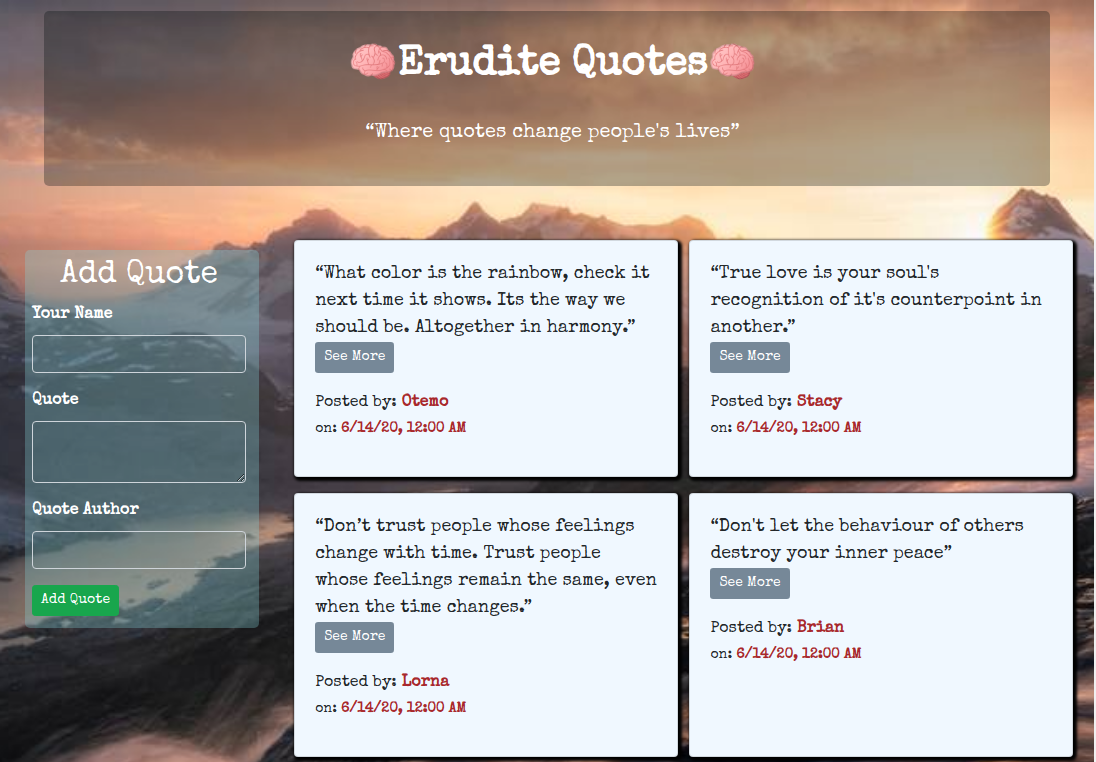 🧠Erudite Quotes🧠
“Where quotes change people's lives”
Add Quote
Your Name
Quote
Quote Author
Add Quote
“What color is the rainbow, check it
next time it shows. Its the way we
should be. Altogether in harmony.”
See More
Posted by: Otemo
on: 6/14/20, 12:00 AM
“True love is your soul's
recognition of it's counterpoint in
another.”
See More
Posted by: Stacy
on: 6/14/20, 12:00 AM
“Don’t trust people whose feelings
change with time. Trust people
whose feelings remain the same, even
when the time changes.”
See More
Posted by: Lorna
on: 6/14/20, 12:00 AM
“Don't let the behaviour of others
destroy your inner peace”
See More
Posted by: Brian
on: 6/14/20, 12:00 AM